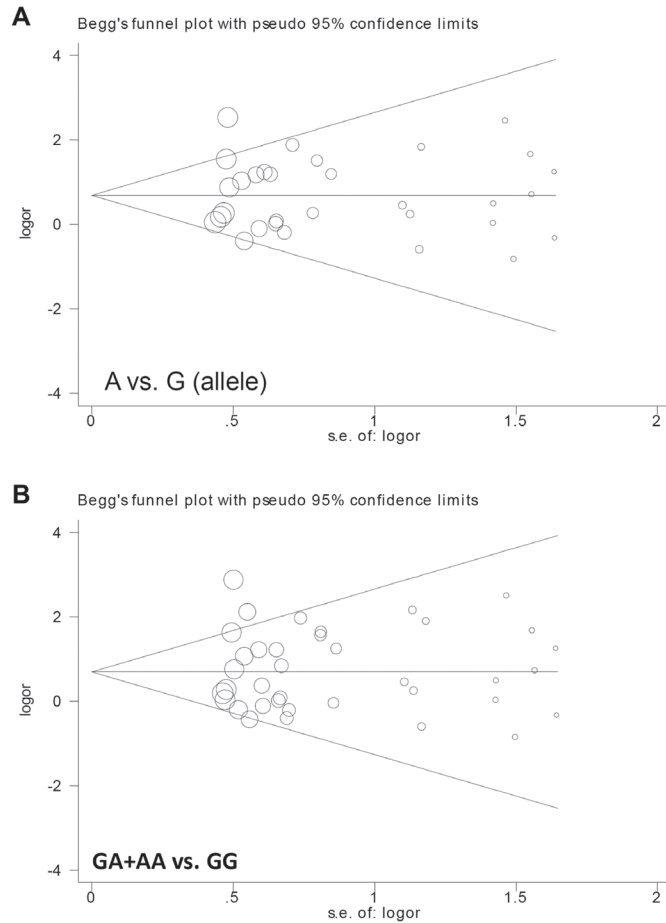 A
Begg's funnel plot with pseudo 95% confidence limits
4
2
0
-2
-4
logor
A vs. G (allele)
0
.5
1
1.5
2
s.e. of: logor
B
Begg's funnel plot with pseudo 95% confidence limits
4
2
0
-2
-4
logor
GA+AA vs. GG
0
.5
1
1.5
2
s.e. of: logor